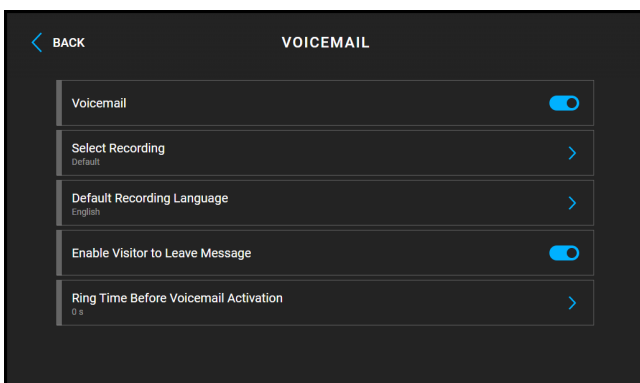 BACK
VOICEMAIL
Voicemail
Select Recording
Default
Default Recording Language
English
Enable Visitor to Leave Message
Ring Time Before Voicemail Activation
0 s